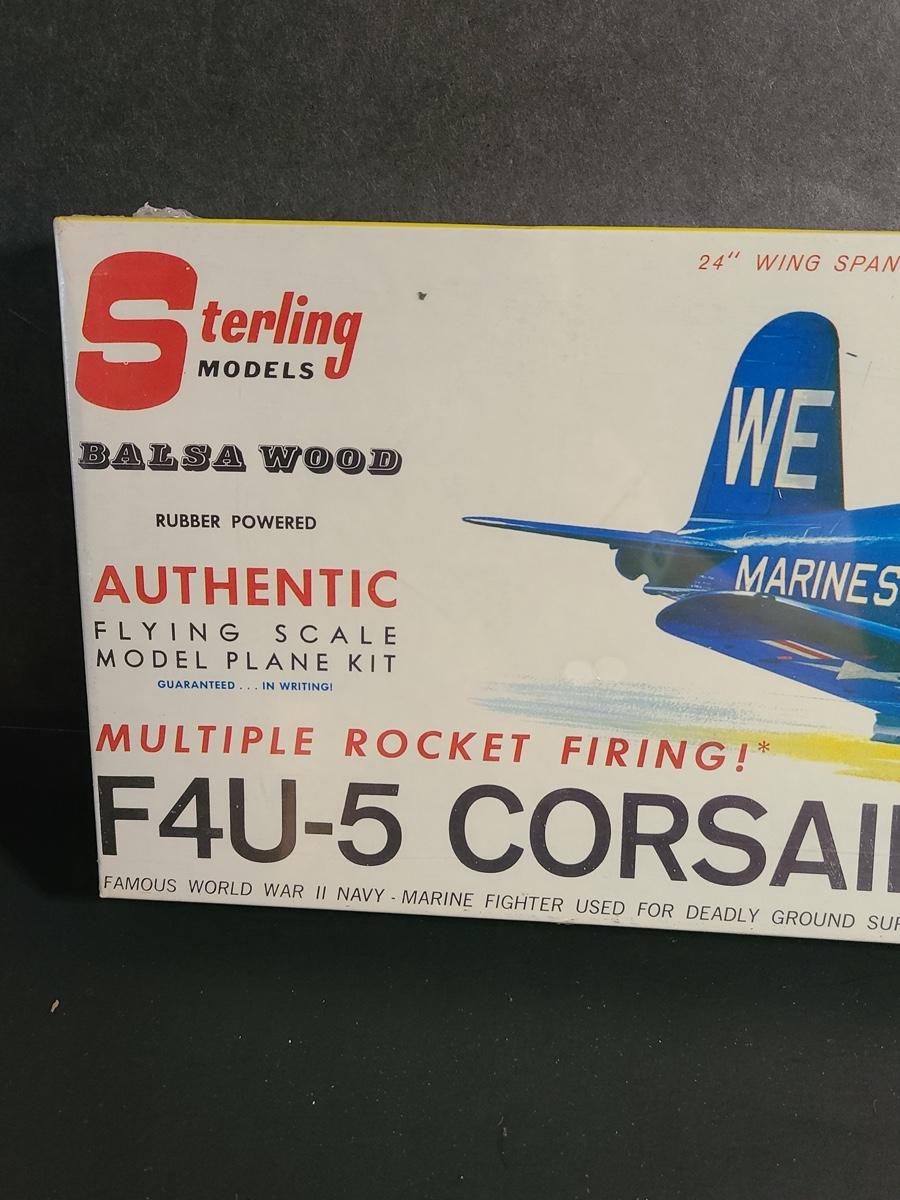 Sterling
MODELS
24" WING SPAN
BALSA WOOD
RUBBER POWERED
AUTHENTIC
FLYING SCALE
MODEL PLANE KIT
GUARANTEED . . . IN WRITING!
WE
MARINES
MULTIPLE ROCKET FIRING!*
F4U-5 CORSAI
FAMOUS WORLD WAR II NAVY - MARINE FIGHTER USED FOR DEADLY GROUND SU